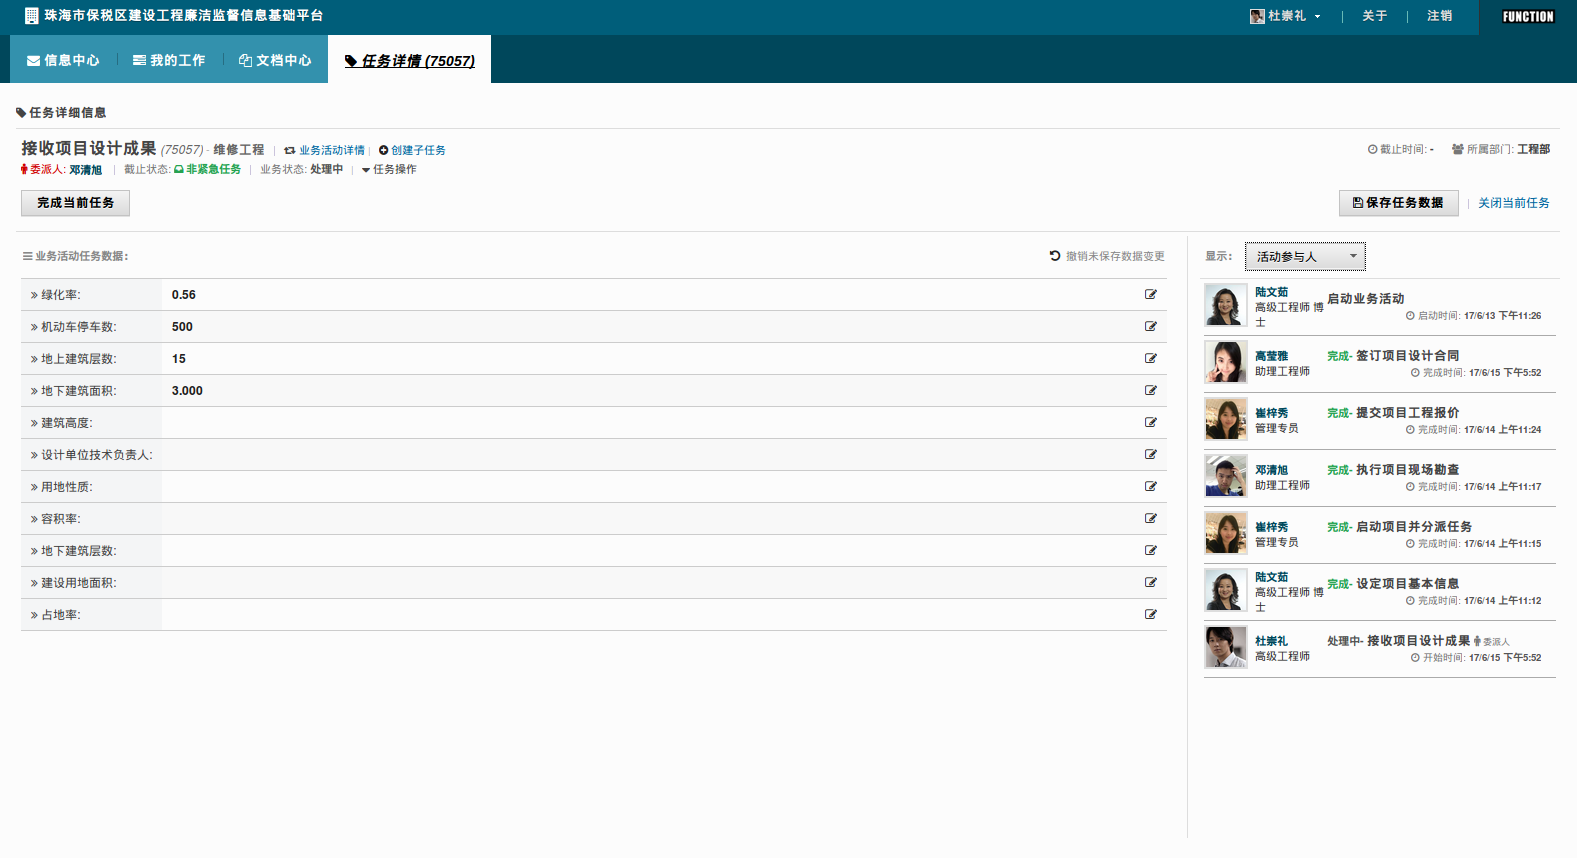 珠海市保税区建设工程廉洁监督信息基础平台 杜崇礼 关于 注销 FUNCTION
信息中心 我的工作 文档中心 任务详情 (75057)
任务详细信息
接收项目设计成果 (75057) - 维修工程 业务活动详情 创建子任务 截止时间: - 所属部门: 工程部
委派人: 邓清旭 截止状态: 非紧急任务 业务状态: 处理中 任务操作
完成当前任务 保存任务数据 关闭当前任务
业务活动任务数据: 撤销未保存数据变更
绿化率: 0.56
机动车停车数: 500
地上建筑层数: 15
地下建筑面积: 3.000
建筑高度:
设计单位技术负责人:
用地性质:
容积率:
地下建筑层数:
建设用地面积:
占地率:
显示: 活动参与人
陆文茹 启动业务活动
高级工程师 博士
启动时间: 17/6/13 下午11:26
高莹雅 完成- 签订项目设计合同
助理工程师 完成时间: 17/6/15 下午5:52
崔梓秀 完成- 提交项目工程报价
管理专员 完成时间: 17/6/14 上午11:24
邓清旭 完成- 执行项目现场勘查
助理工程师 完成时间: 17/6/14 上午11:17
崔梓秀 完成- 启动项目并分派任务
管理专员 完成时间: 17/6/14 上午11:15
陆文茹 完成- 设定项目基本信息
高级工程师 博士
完成时间: 17/6/14 上午11:12
杜崇礼 处理中- 接收项目设计成果 委派人
高级工程师 开始时间: 17/6/15 下午5:52